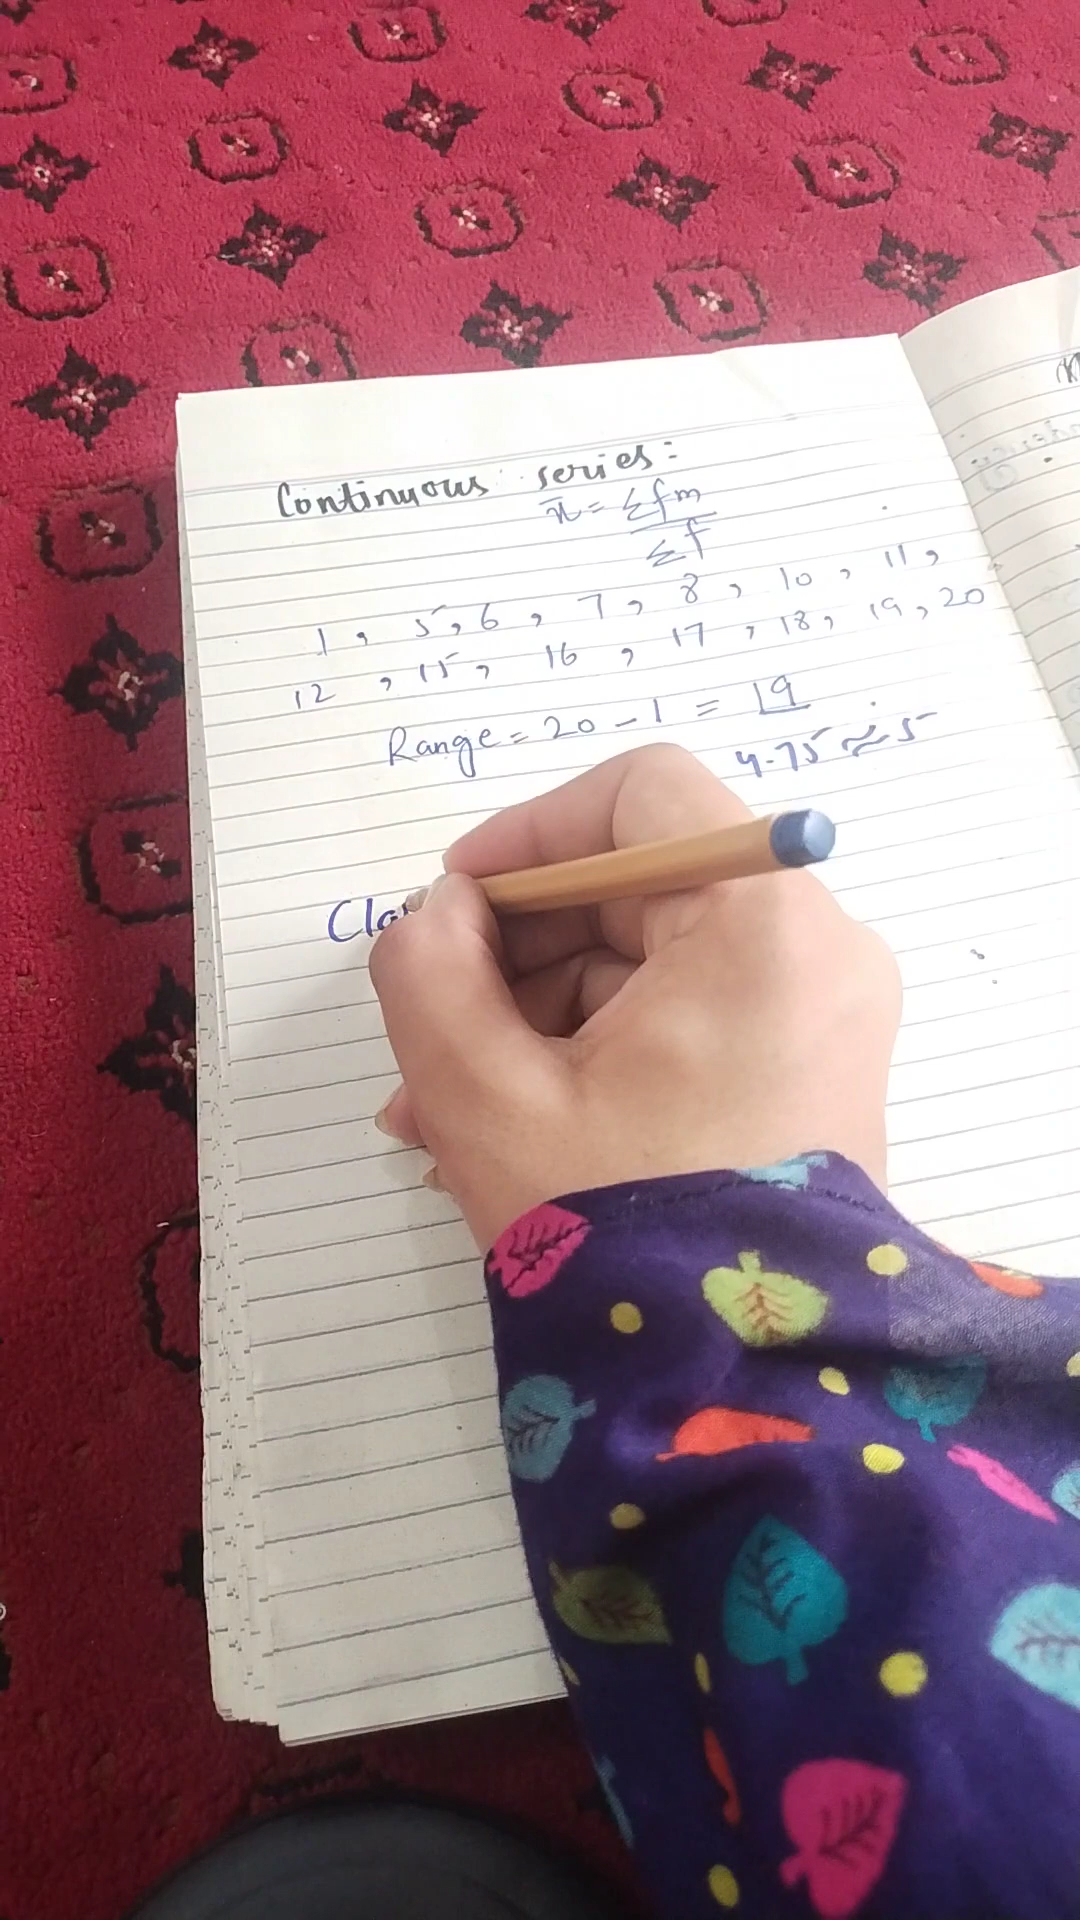 Continuous series:
x̄ = Σfm
Σf
1, 5, 6, 7, 8, 10, 11,
12, 15, 16, 17, 18, 19, 20
Range = 20 - 1 = 19
4.75 ≈ 5
Clas